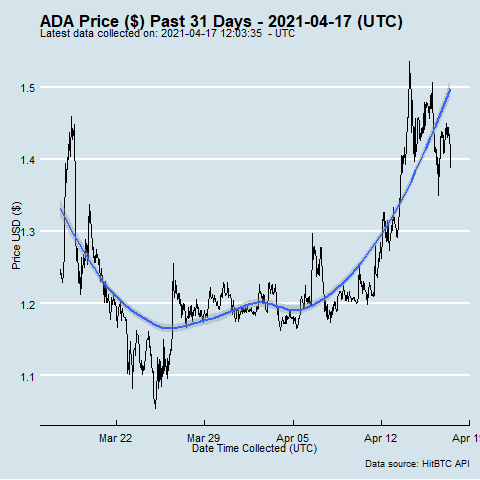 ADA Price ($) Past 31 Days - 2021-04-17 (UTC)
Latest data collected on: 2021-04-17 12:03:35 - UTC
1.5
1.4
1.3
1.2
1.1
Price USD ($)
Mar 22 Mar 29 Apr 05 Apr 12 Apr 19
Date Time Collected (UTC)
Data source: HitBTC API